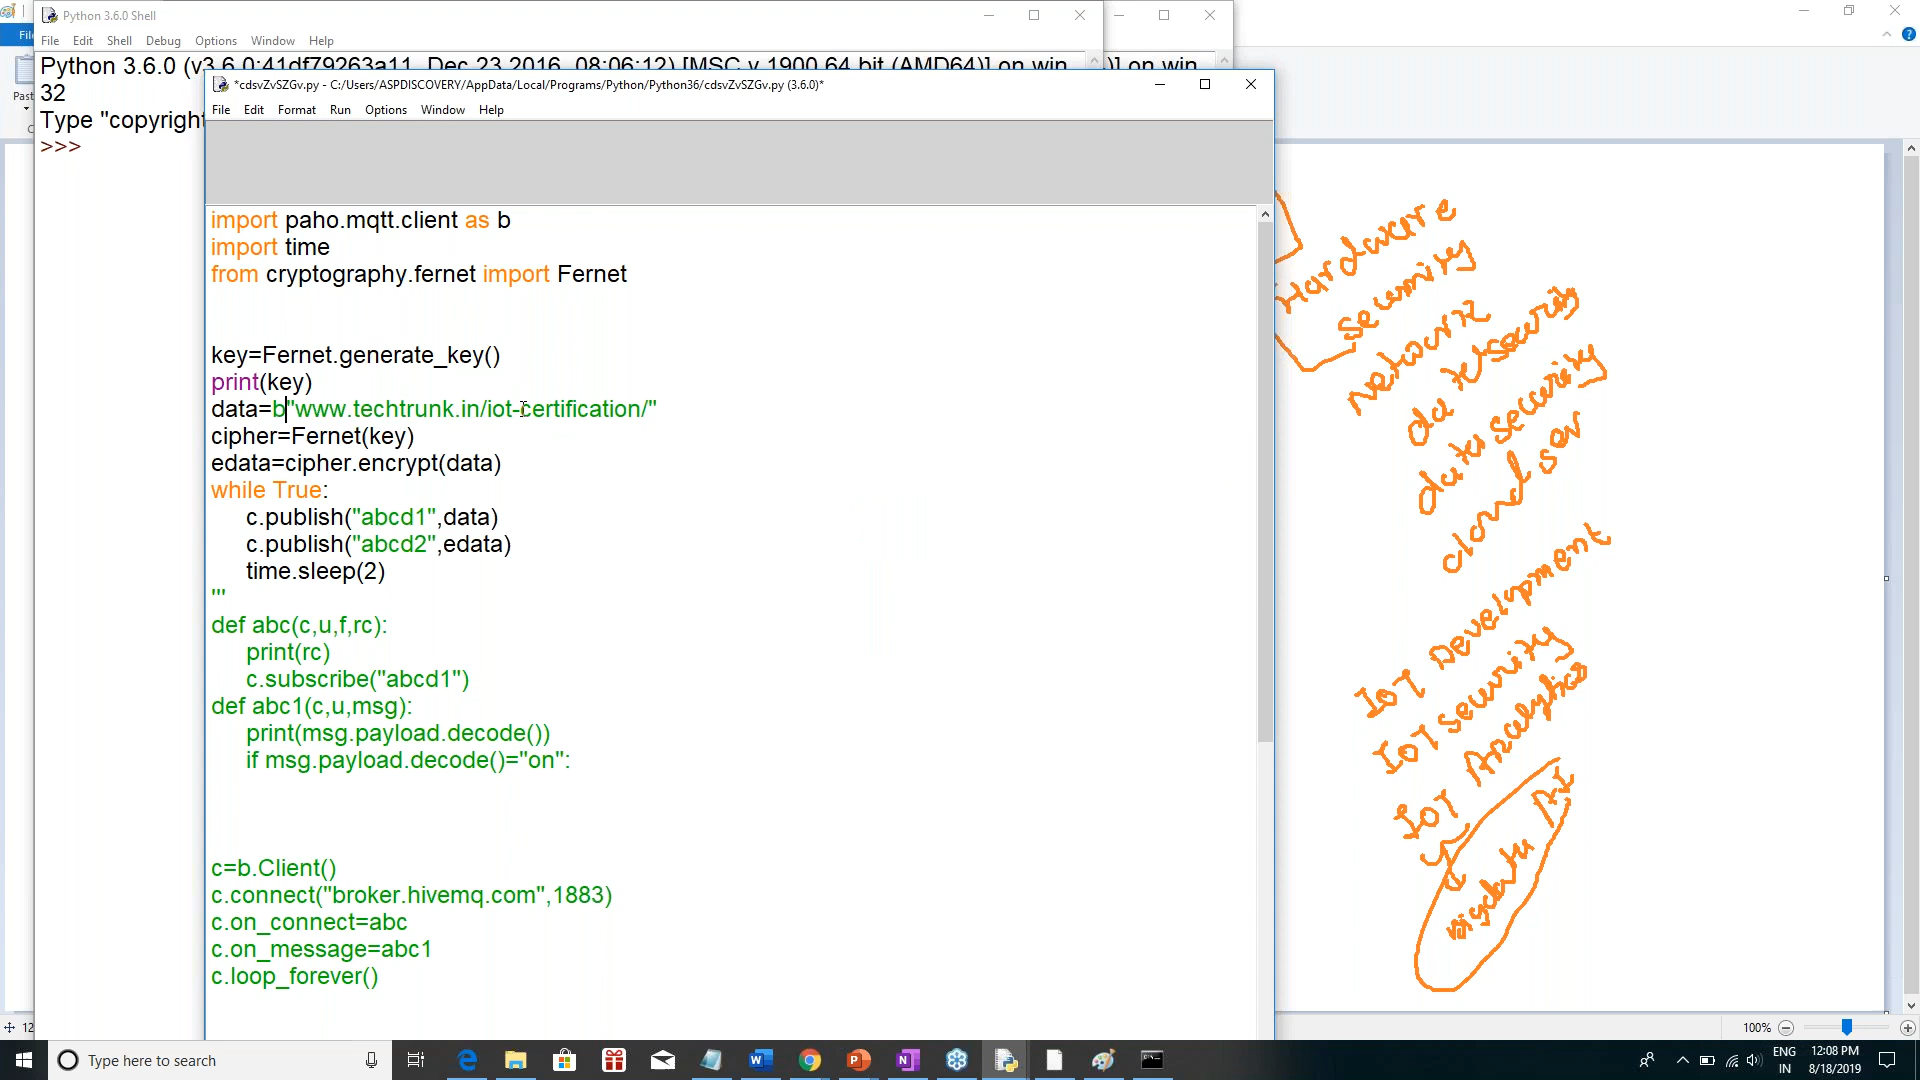 Python 3.6.0 Shell
File Edit Shell Debug Options Window Help
Python 3.6.0 (v3.6.0:41df79263a11, Dec 23 2016, 08:06:12) [MSC v.1900 64 bit (AMD64)] on win )] on win
32
Type "copyright
>>>
Fil
Past
*cdsvZvSZGv.py - C:/Users/ASPDISCOVERY/AppData/Local/Programs/Python/Python36/cdsvZvSZGv.py (3.6.0)*
File Edit Format Run Options Window Help
import paho.mqtt.client as b
import time
from cryptography.fernet import Fernet
key=Fernet.generate_key()
print(key)
data=b"www.techtrunk.in/iot-certification/"
cipher=Fernet(key)
edata=cipher.encrypt(data)
while True:
c.publish("abcd1",data)
c.publish("abcd2",edata)
time.sleep(2)
'''
def abc(c,u,f,rc):
print(rc)
c.subscribe("abcd1")
def abc1(c,u,msg):
print(msg.payload.decode())
if msg.payload.decode()="on":
c=b.Client()
c.connect("broker.hivemq.com",1883)
c.on_connect=abc
c.on_message=abc1
c.loop_forever()
Hardware
security
Network
data security
cloud ser
IoT Development
IoT security
IoT Analytics
AI
12
100%
Type here to search
ENG
IN
12:08 PM
8/18/2019